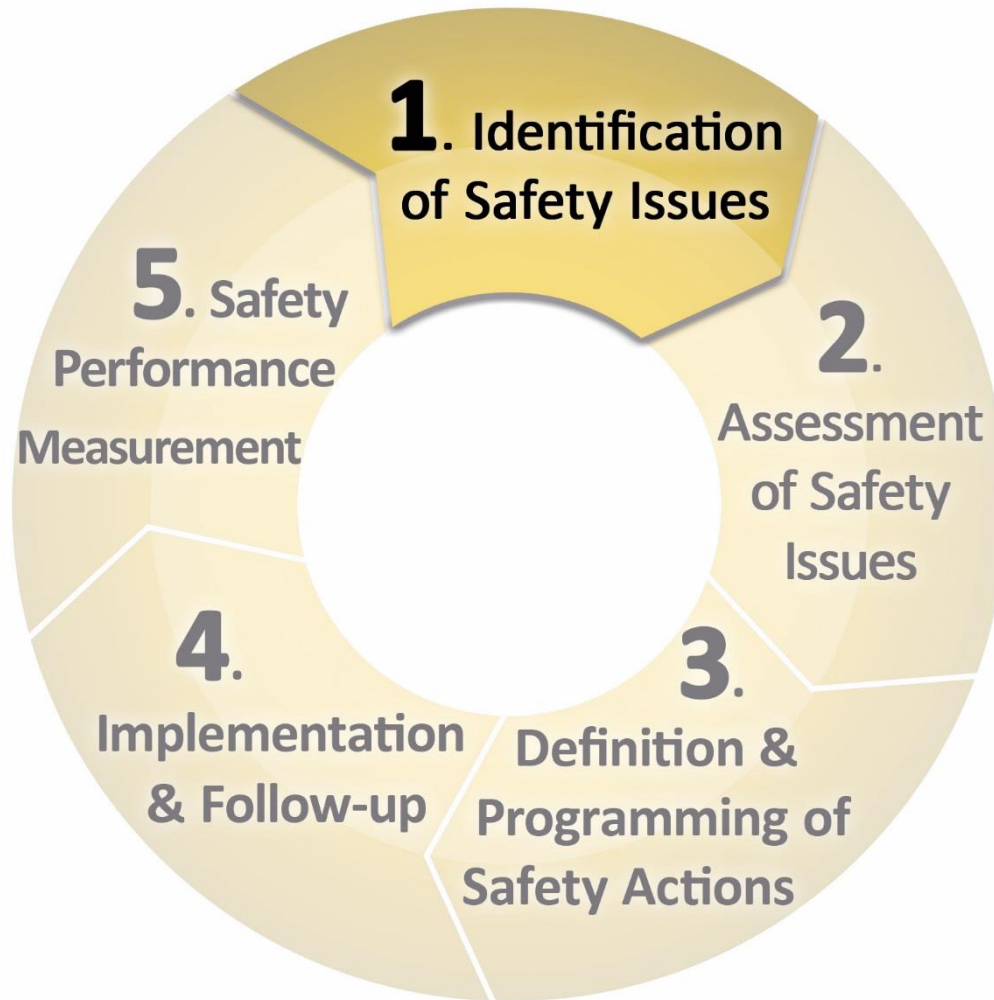 1. Identification
of Safety Issues
2.
Assessment
of Safety
Issues
3.
Definition &
Programming of
Safety Actions
4.
Implementation
& Follow-up
5. Safety
Performance
Measurement